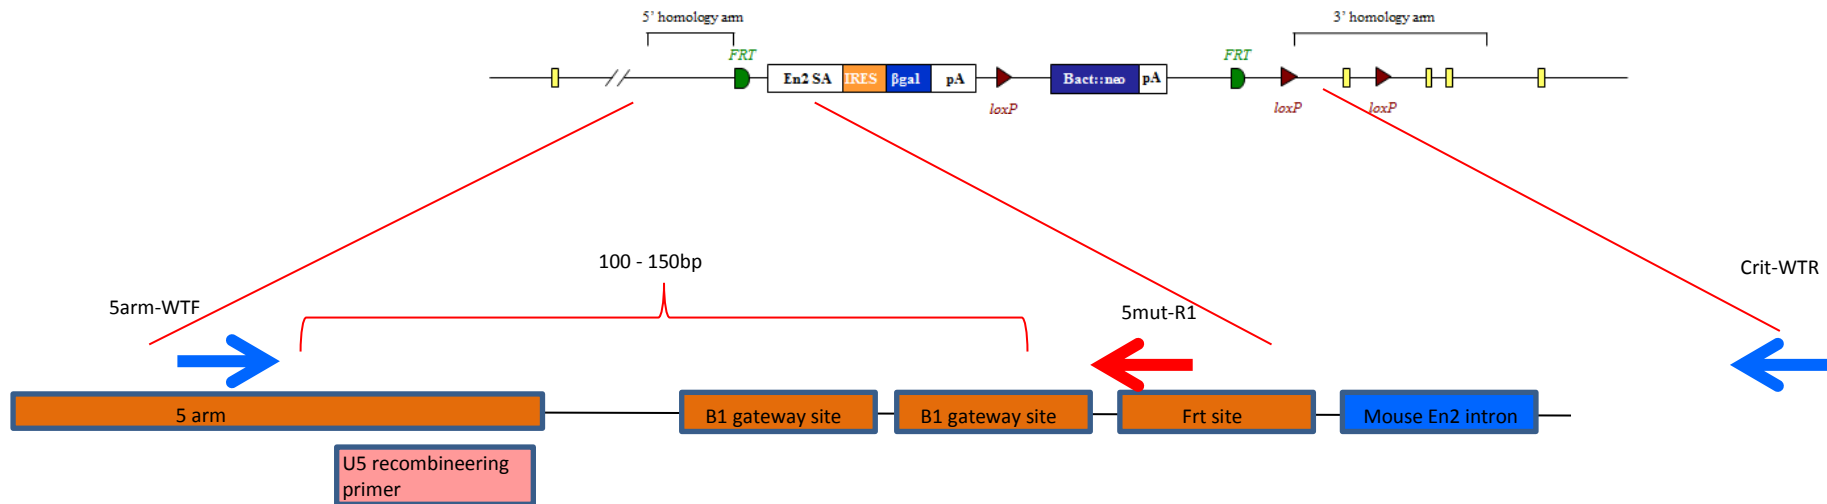 5' homology arm
3' homology arm
FRT
FRT
En2 SA IRES βgal pA
Bact::neo pA
loxP
loxP
loxP
100 - 150bp
Crit-WTR
5arm-WTF
5mut-R1
5 arm
B1 gateway site
B1 gateway site
Frt site
Mouse En2 intron
U5 recombineering
primer